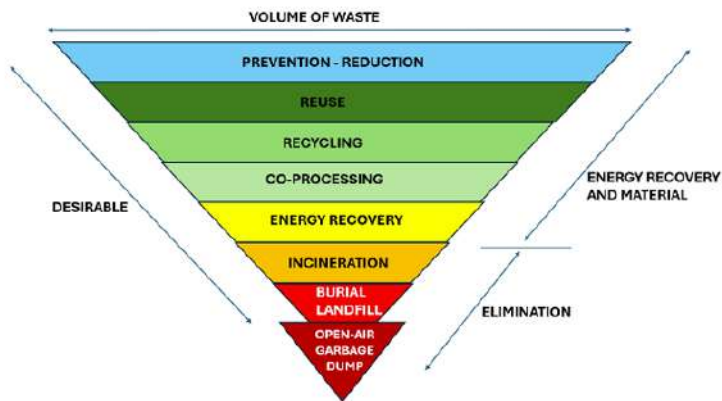 VOLUME OF WASTE
PREVENTION - REDUCTION
REUSE
RECYCLING
CO-PROCESSING
ENERGY RECOVERY
INCINERATION
BURIAL
LANDFILL
OPEN-AIR
GARBAGE
DUMP
DESIRABLE
ENERGY RECOVERY
AND MATERIAL
ELIMINATION